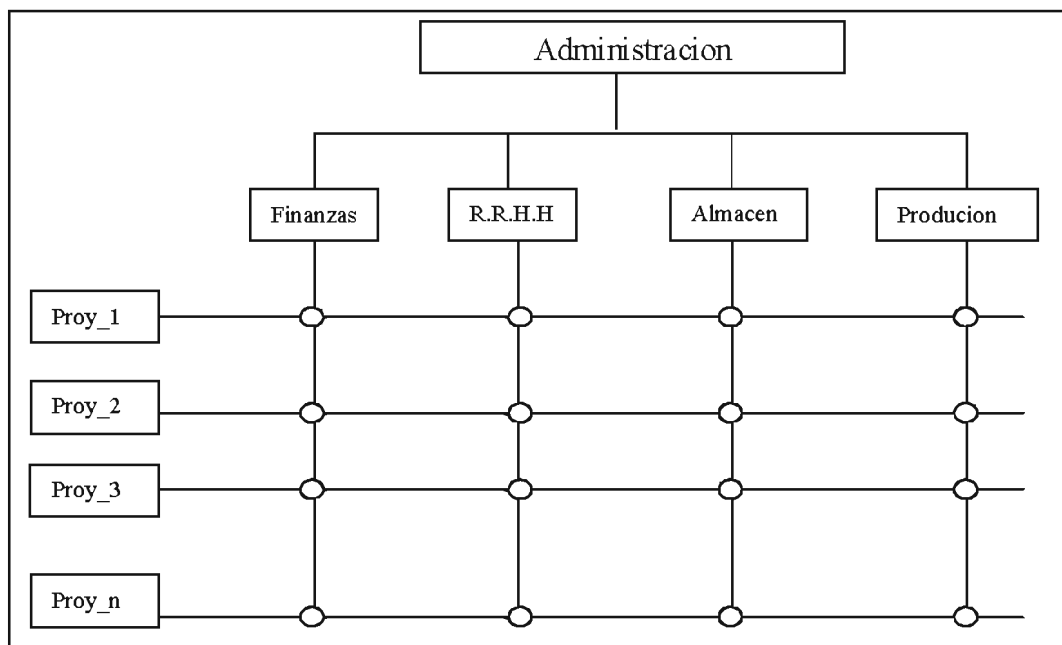 Administracion
Finanzas
R.R.H.H
Almacen
Producion
Proy_1
Proy_2
Proy_3
Proy_n